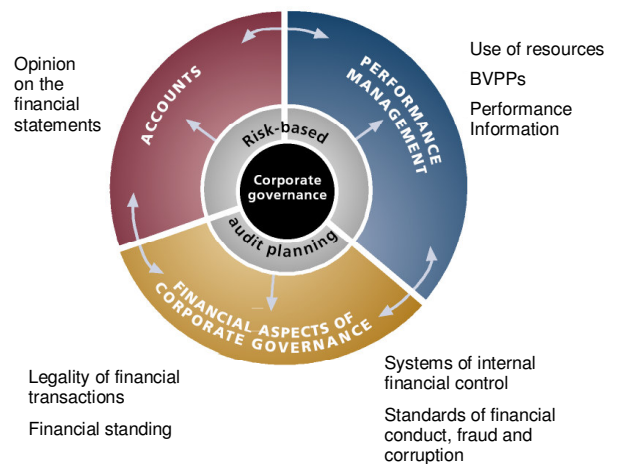 Opinion
on the
financial
statements
ACCOUNTS
PERFORMANCE
MANAGEMENT
Use of resources
BVPPs
Performance
Information
Risk-based
Corporate
governance
audit planning
FINANCIAL ASPECTS OF
CORPORATE GOVERNANCE
Legality of financial
transactions
Financial standing
Systems of internal
financial control
Standards of financial
conduct, fraud and
corruption